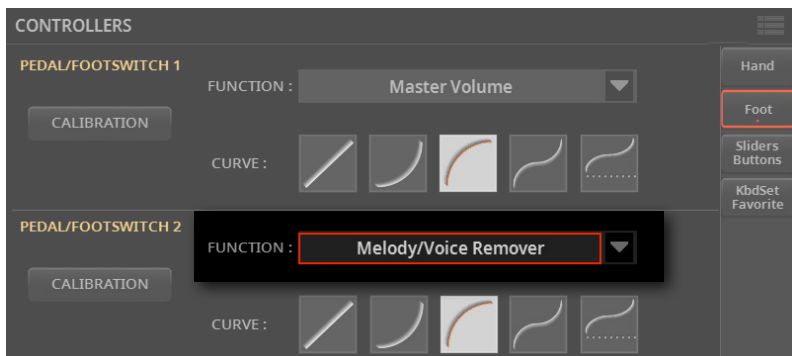 CONTROLLERS
PEDAL/FOOTSWITCH 1
FUNCTION : Master Volume
CALIBRATION
CURVE :
PEDAL/FOOTSWITCH 2
FUNCTION : Melody/Voice Remover
CALIBRATION
CURVE :
Hand
Foot
Sliders
Buttons
KbdSet
Favorite